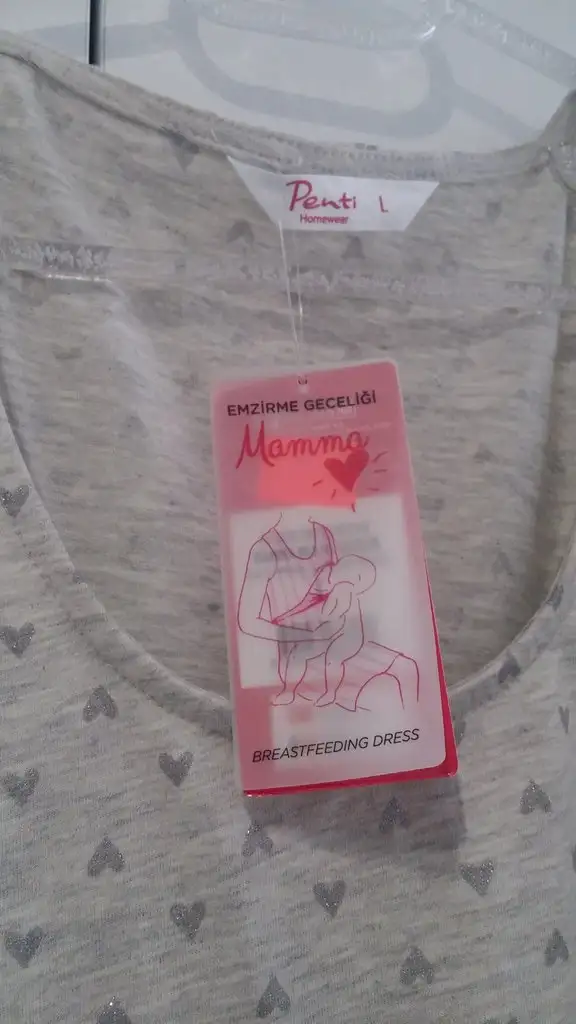 Penti L
Homewear
EMZİRME GECELİĞİ
Mamma
BREASTFEEDING DRESS